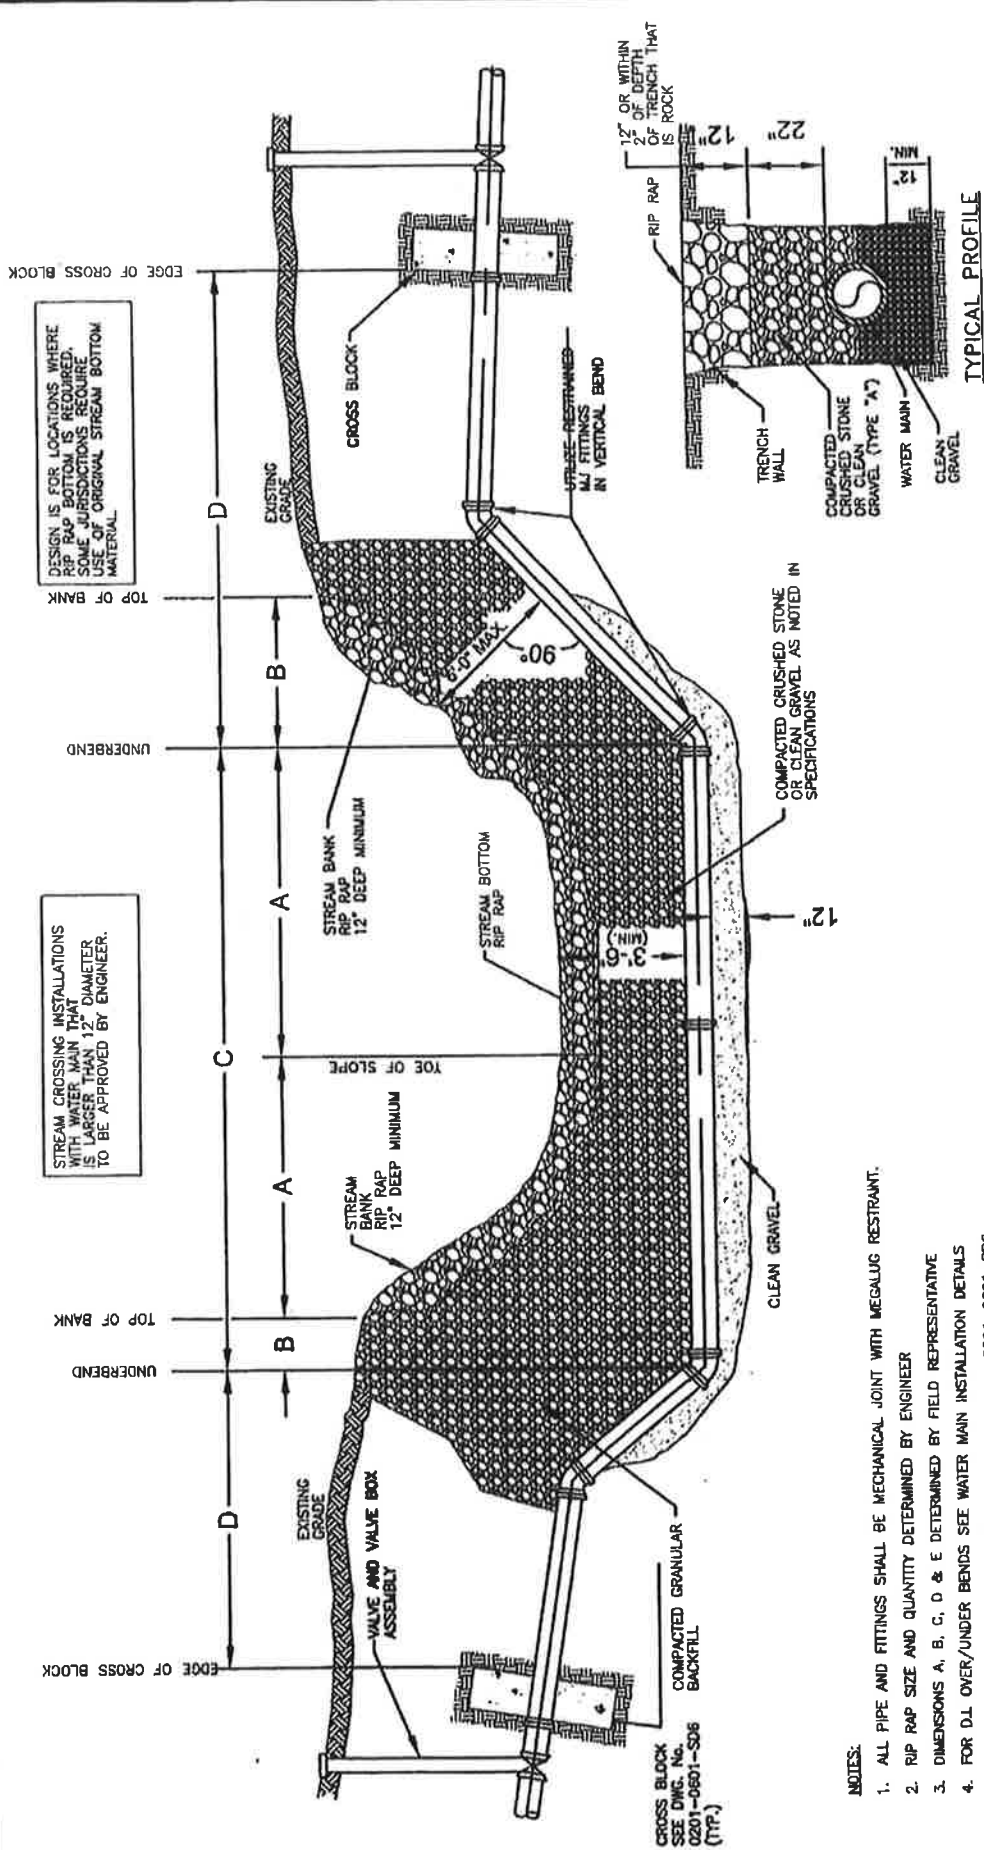 STREAM CROSSING INSTALLATIONS
WITH WATER MAIN THAT
IS LARGER THAN 12" DIAMETER
TO BE APPROVED BY ENGINEER.
DESIGN IS FOR LOCATIONS WHERE
RIP RAP BOTTOM IS REQUIRED.
SOME JURISDICTIONS REQUIRE
USE OF ORIGINAL STREAM BOTTOM
MATERIAL.
EDGE OF CROSS BLOCK
UNDERBEND
TOP OF BANK
TOE OF SLOPE
UNDERBEND
TOP OF BANK
EDGE OF CROSS BLOCK
D
C
D
B
A
A
B
EXISTING
GRADE
VALVE AND VALVE BOX
ASSEMBLY
STREAM
BANK
RIP RAP
12" DEEP MINIMUM
STREAM BOTTOM
RIP RAP
STREAM BANK
RIP RAP
12" DEEP MINIMUM
EXISTING
GRADE
CROSS BLOCK
6'-0" MAX
90°
3'-6"
(MIN.)
12"
UTILIZE RESTRAINED
MJ FITTINGS
IN VERTICAL BEND
CROSS BLOCK
SEE DWG. No.
0201-0601-SD6
(TYP.)
COMPACTED GRANULAR
BACKFILL
CLEAN GRAVEL
COMPACTED CRUSHED STONE
OR CLEAN GRAVEL AS NOTED IN
SPECIFICATIONS
RIP RAP
12" OR WITHIN
2" OF DEPTH
OF TRENCH THAT
IS ROCK
12"
22"
12"
MIN.
TRENCH
WALL
COMPACTED
CRUSHED STONE
OR CLEAN
GRAVEL (TYPE "A")
WATER MAIN
CLEAN
GRAVEL
TYPICAL PROFILE
NOTES:
1. ALL PIPE AND FITTINGS SHALL BE MECHANICAL JOINT WITH MEGALUG RESTRAINT.
2. RIP RAP SIZE AND QUANTITY DETERMINED BY ENGINEER
3. DIMENSIONS A, B, C, D & E DETERMINED BY FIELD REPRESENTATIVE
4. FOR D.I. OVER/UNDER BENDS SEE WATER MAIN INSTALLATION DETAILS